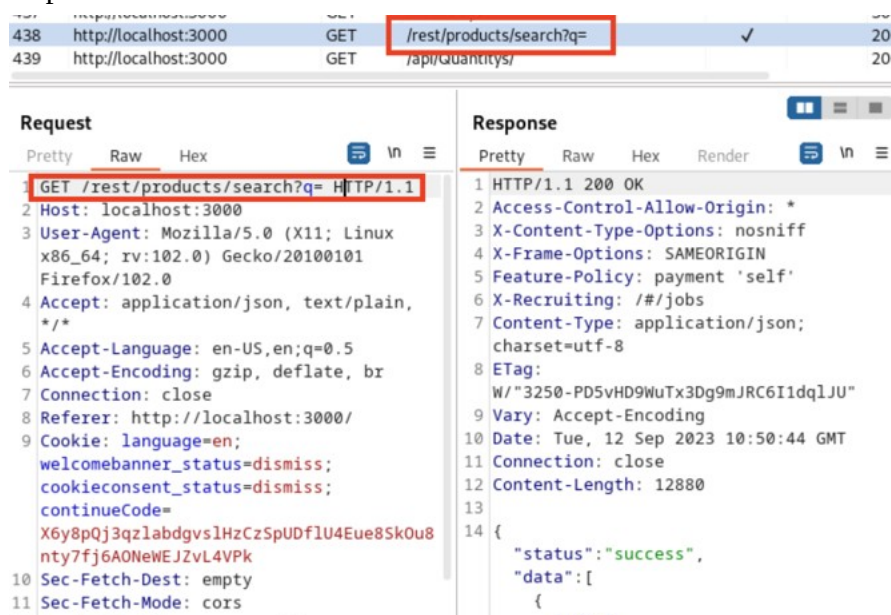 438 http://localhost:3000 GET /rest/products/search?q= ✓ 20
439 http://localhost:3000 GET /api/Quantitys/ 20
Request
Pretty Raw Hex \n
1 GET /rest/products/search?q= HTTP/1.1
2 Host: localhost:3000
3 User-Agent: Mozilla/5.0 (X11; Linux
x86_64; rv:102.0) Gecko/20100101
Firefox/102.0
4 Accept: application/json, text/plain,
*/*
5 Accept-Language: en-US,en;q=0.5
6 Accept-Encoding: gzip, deflate, br
7 Connection: close
8 Referer: http://localhost:3000/
9 Cookie: language=en;
welcomebanner_status=dismiss;
cookieconsent_status=dismiss;
continueCode=
X6y8pQj3qzlabdgvslHzCzSpUDflU4Eue8SkOu8
nty7fj6AONeWEJZvL4VPk
10 Sec-Fetch-Dest: empty
11 Sec-Fetch-Mode: cors
Response
Pretty Raw Hex Render \n
1 HTTP/1.1 200 OK
2 Access-Control-Allow-Origin: *
3 X-Content-Type-Options: nosniff
4 X-Frame-Options: SAMEORIGIN
5 Feature-Policy: payment 'self'
6 X-Recruiting: /#/jobs
7 Content-Type: application/json;
charset=utf-8
8 ETag:
W/"3250-PD5vHD9WuTx3Dg9mJRC6I1dqlJU"
9 Vary: Accept-Encoding
10 Date: Tue, 12 Sep 2023 10:50:44 GMT
11 Connection: close
12 Content-Length: 12880
13
14 {
"status":"success",
"data":[
{